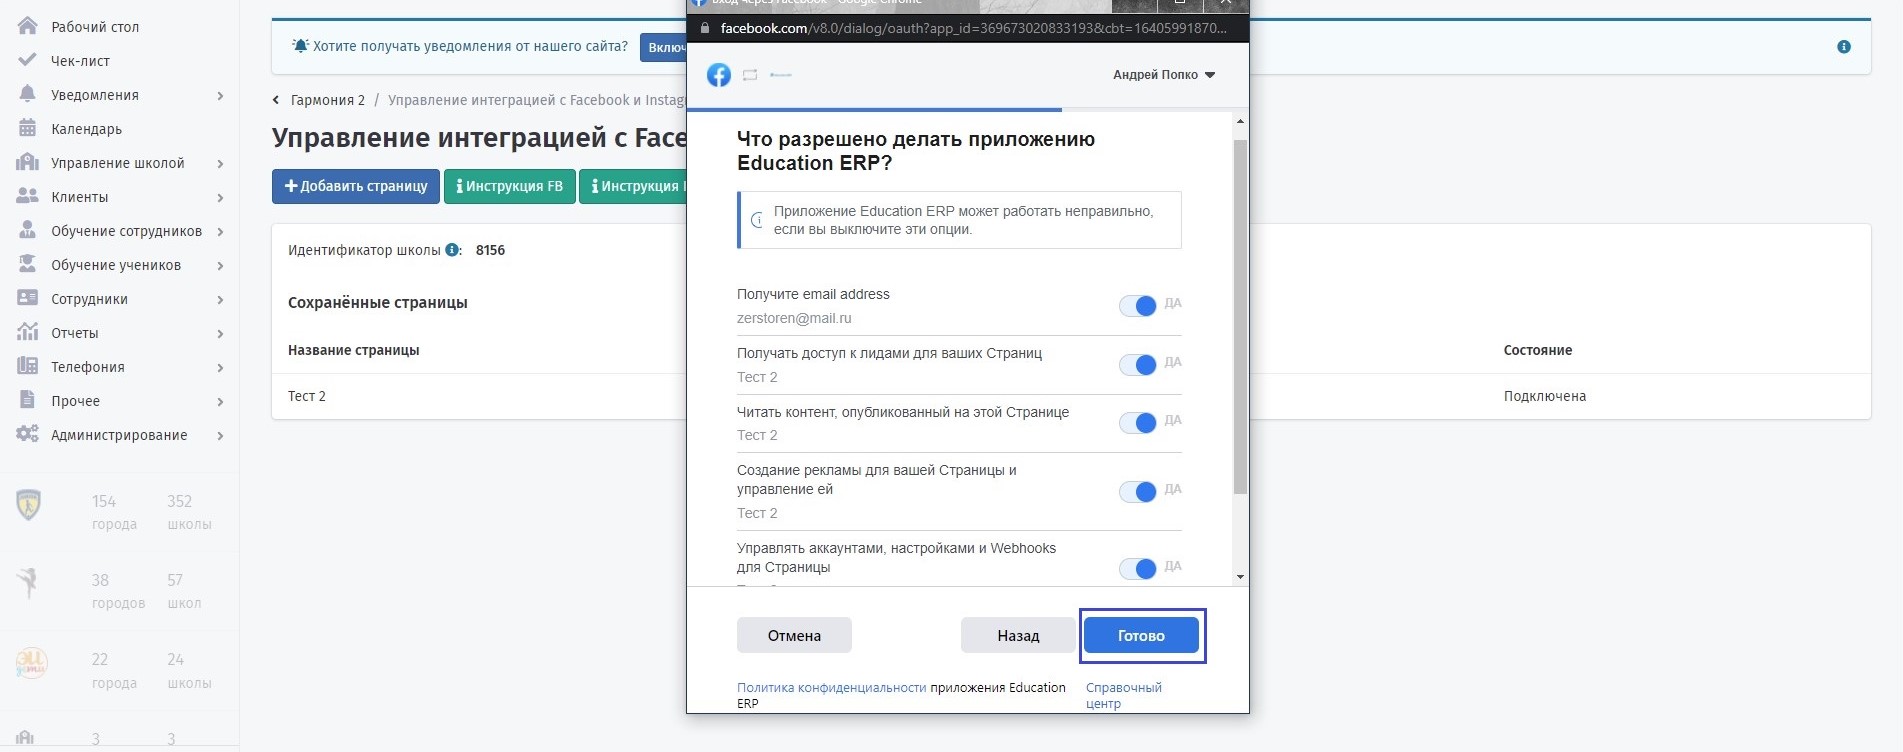 Рабочий стол
Чек-лист
Уведомления
Календарь
Управление школой
Клиенты
Обучение сотрудников
Обучение учеников
Сотрудники
Отчеты
Телефония
Прочее
Администрирование
154 352
города школы
38 57
городов школ
22 24
города школы
3 3
Хотите получать уведомления от нашего сайта? Включ
Гармония 2 / Управление интеграцией с Facebook и Instag
Управление интеграцией с Face
Добавить страницу Инструкция FB Инструкция
Идентификатор школы : 8156
Сохранённые страницы
Название страницы Состояние
Тест 2 Подключена
Вход через Facebook - Google Chrome
facebook.com/v8.0/dialog/oauth?app_id=369673020833193&cbt=16405991870...
Андрей Попко
Что разрешено делать приложению
Education ERP?
Приложение Education ERP может работать неправильно,
если вы выключите эти опции.
Получите email address
zerstoren@mail.ru
ДА
Получать доступ к лидами для ваших Страниц
Тест 2
ДА
Читать контент, опубликованный на этой Странице
Тест 2
ДА
Создание рекламы для вашей Страницы и
управление ей
Тест 2
ДА
Управлять аккаунтами, настройками и Webhooks
для Страницы
ДА
Отмена Назад Готово
Политика конфиденциальности приложения Education
ERP
Справочный
центр